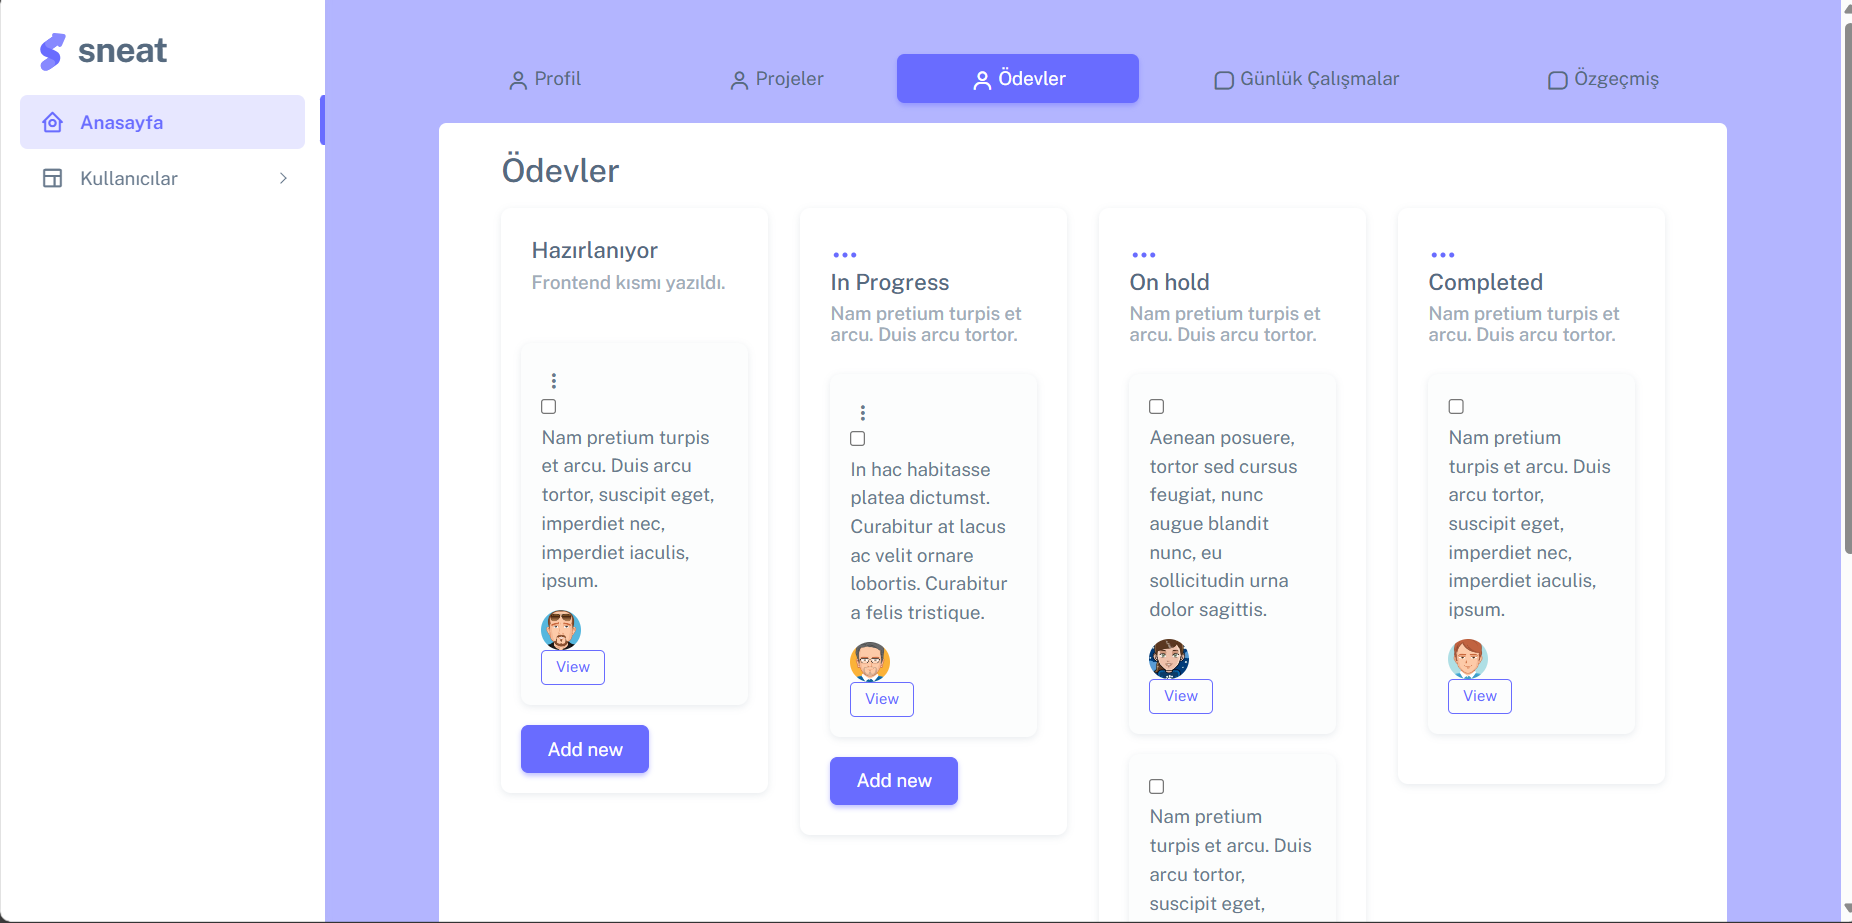 sneat
Anasayfa
Kullanıcılar
Profil
Projeler
Ödevler
Günlük Çalışmalar
Özgeçmiş
Ödevler
Hazırlanıyor
Frontend kısmı yazıldı.
Nam pretium turpis
et arcu. Duis arcu
tortor, suscipit eget,
imperdiet nec,
imperdiet iaculis,
ipsum.
View
Add new
In Progress
Nam pretium turpis et
arcu. Duis arcu tortor.
In hac habitasse
platea dictumst.
Curabitur at lacus
ac velit ornare
lobortis. Curabitur
a felis tristique.
View
Add new
On hold
Nam pretium turpis et
arcu. Duis arcu tortor.
Aenean posuere,
tortor sed cursus
feugiat, nunc
augue blandit
nunc, eu
sollicitudin urna
dolor sagittis.
View
Nam pretium
turpis et arcu. Duis
arcu tortor,
suscipit eget,
Completed
Nam pretium turpis et
arcu. Duis arcu tortor.
Nam pretium
turpis et arcu. Duis
arcu tortor,
suscipit eget,
imperdiet nec,
imperdiet iaculis,
ipsum.
View